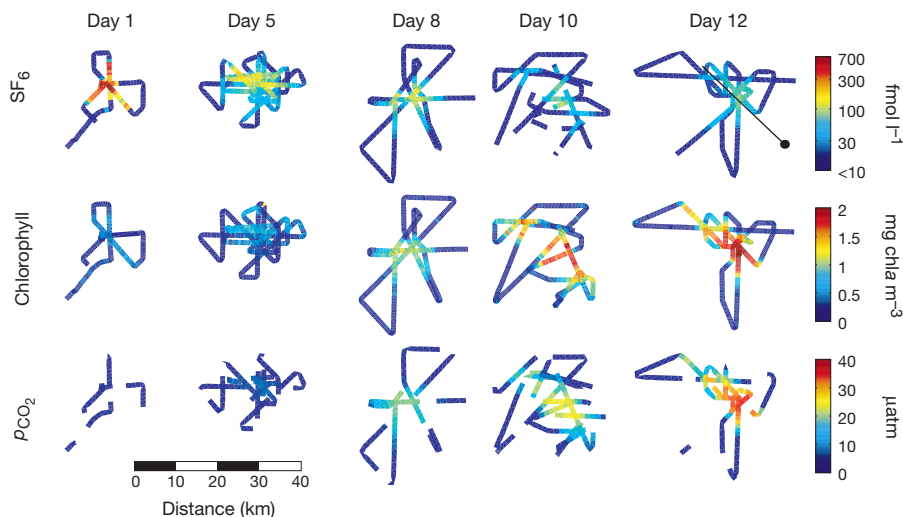 Day 1 Day 5 Day 8 Day 10 Day 12
SF6
700
300
100
30
<10
fmol l–1
Chlorophyll
2
1.5
1
0.5
0
mg chla m–3
pCO2
40
30
20
10
0
µatm
0 10 20 30 40
Distance (km)